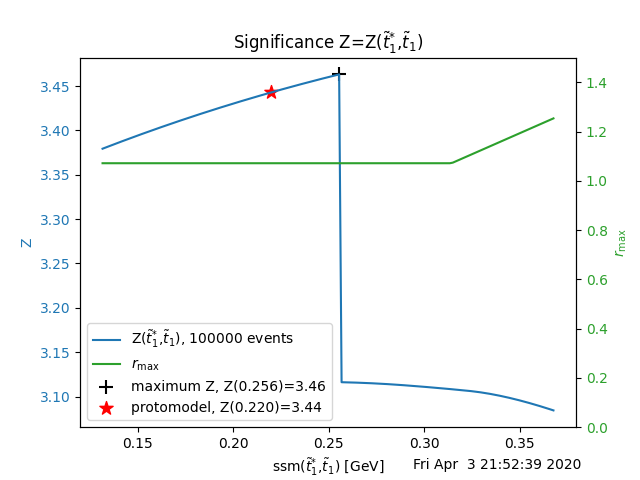 Significance Z=Z(t̃₁*,t̃₁)
3.45
3.40
3.35
3.30
3.25
3.20
3.15
3.10
Z
1.4
1.2
1.0
0.8
0.6
0.4
0.2
0.0
r_max
Z(t̃₁*,t̃₁), 100000 events
r_max
maximum Z, Z(0.256)=3.46
protomodel, Z(0.220)=3.44
0.15 0.20 0.25 0.30 0.35
ssm(t̃₁*,t̃₁) [GeV]
Fri Apr  3 21:52:39 2020